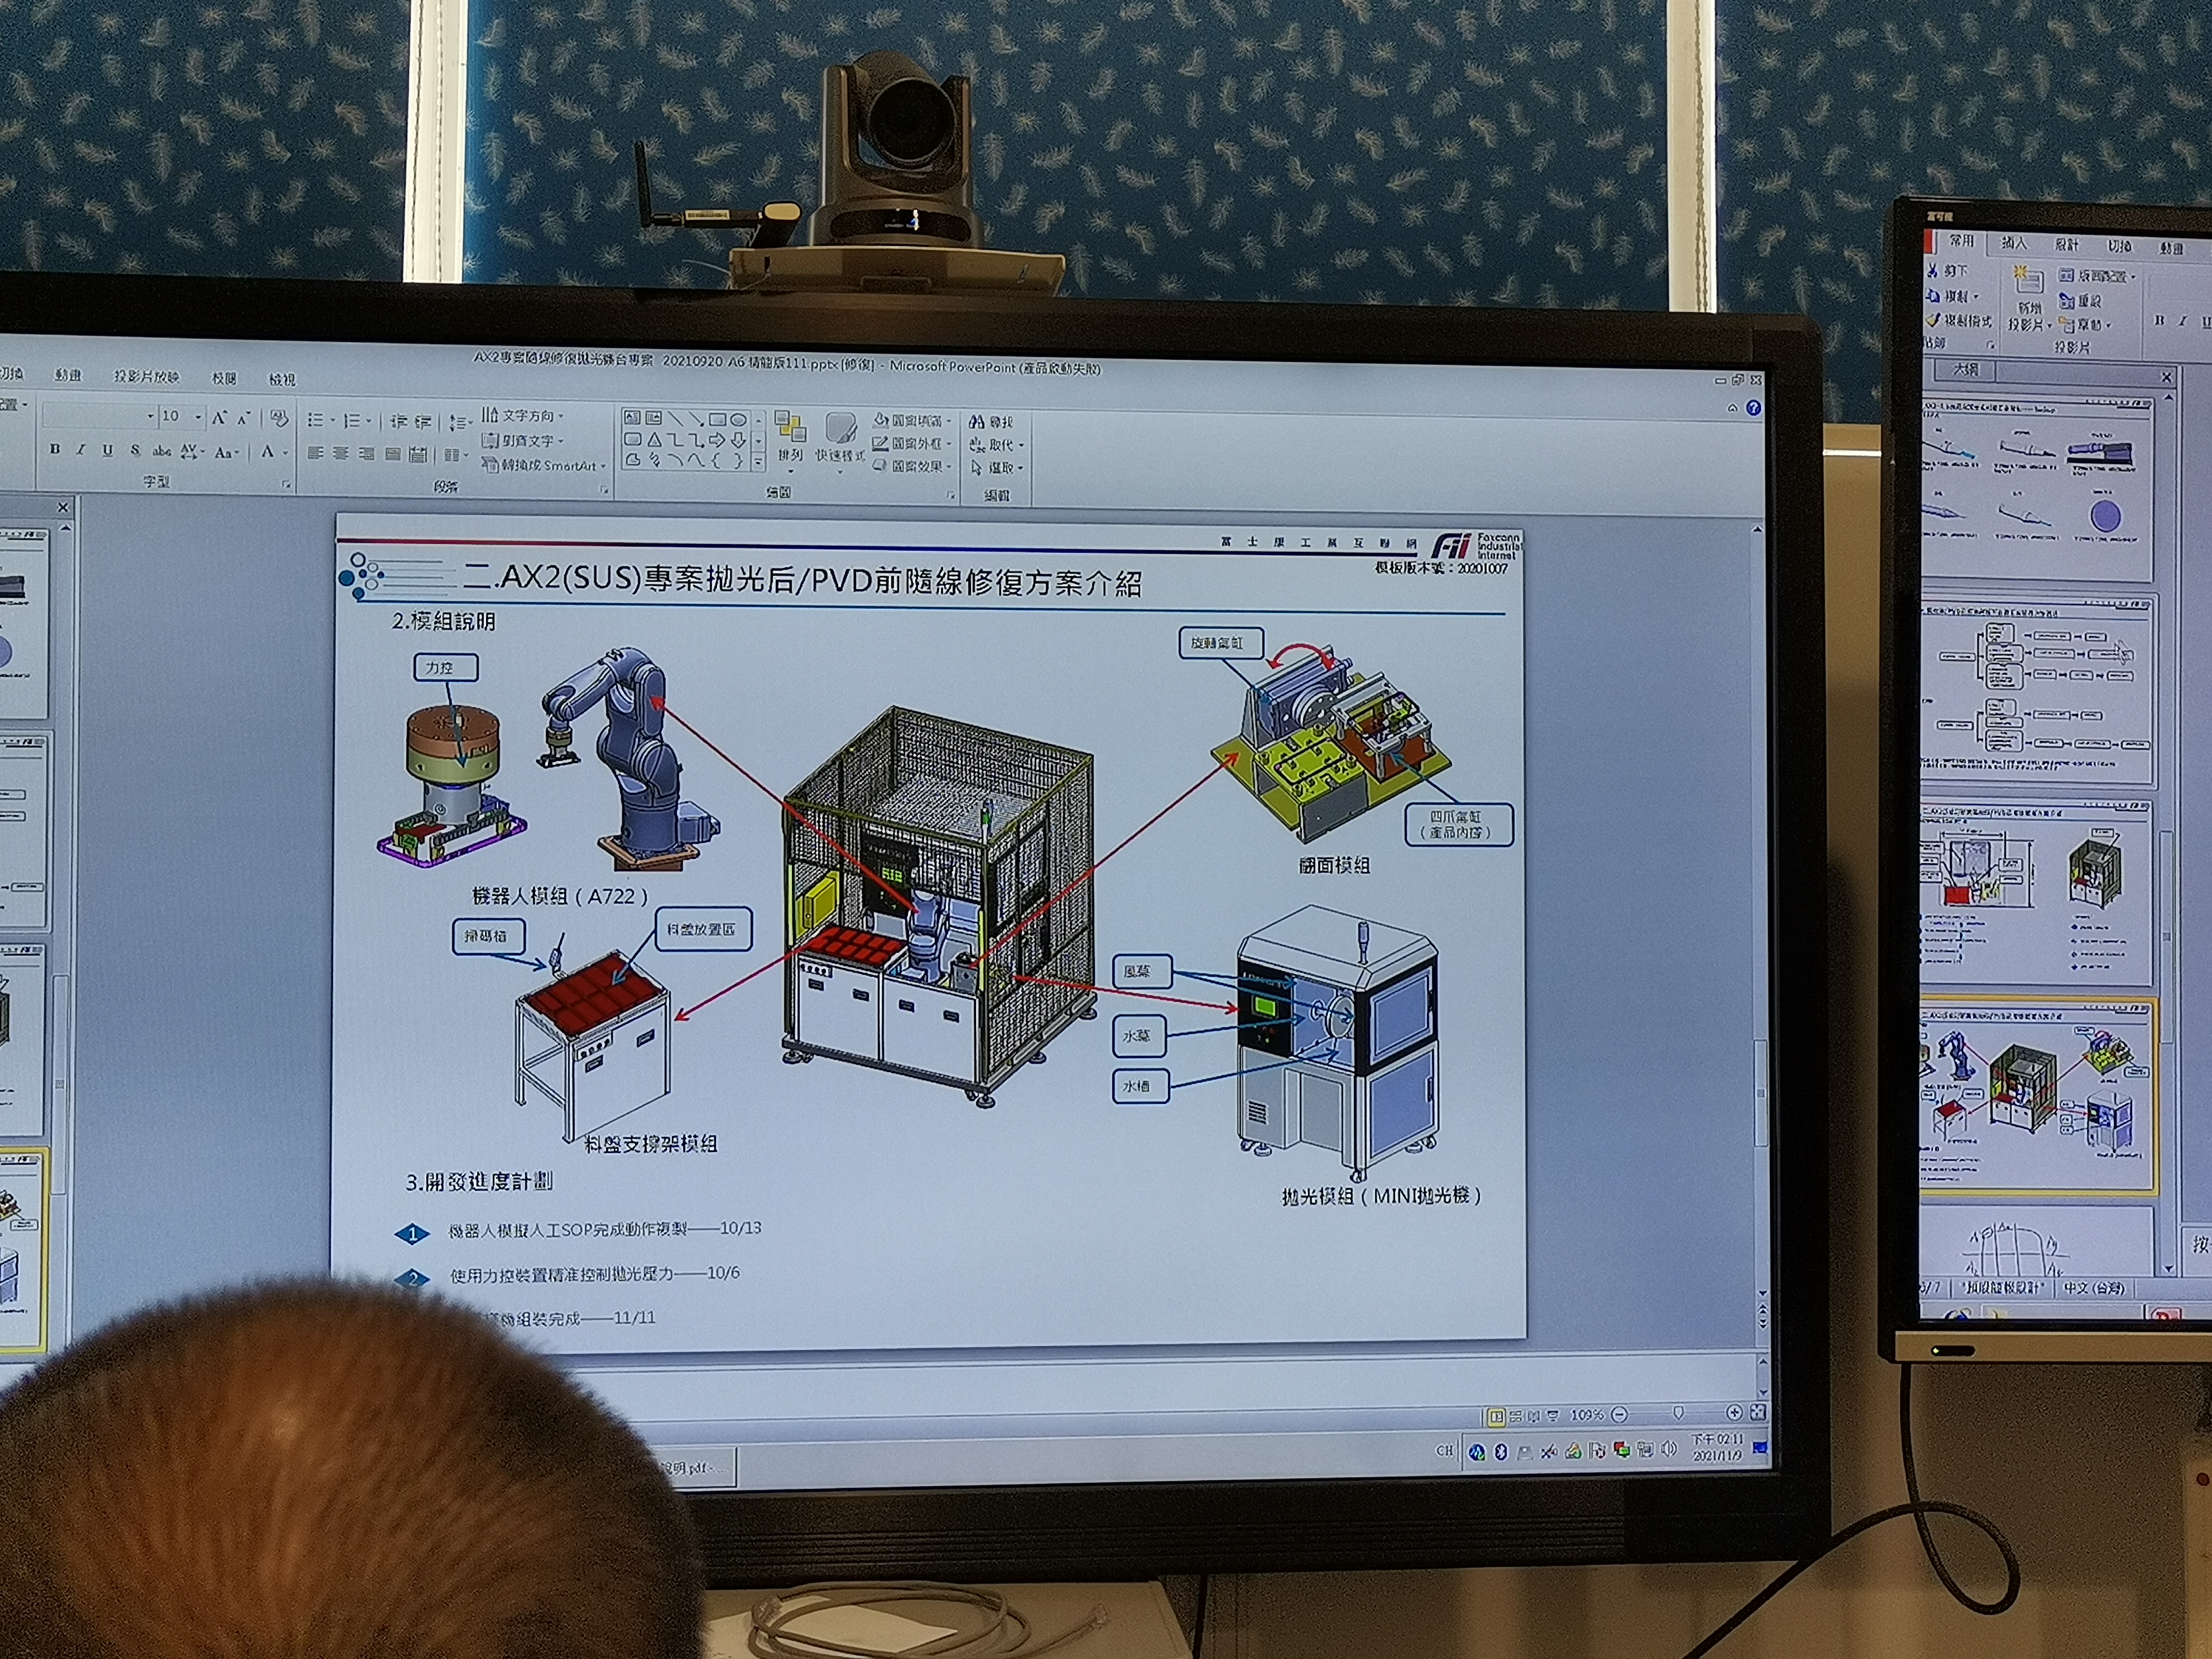 AX2專案隨線修復拋光機台專案 20210920 A6 精簡版111.pptx [修復] - Microsoft PowerPoint (產品啟動失敗)
切換 動畫 投影片放映 校閱 檢視
10
文字方向
對齊文字
轉換成 SmartArt
排列
快速樣式
圖案填滿
圖案外框
圖案效果
尋找
取代
選取
字型
段落
繪圖
編輯
富士康工業互聯網
Fii Foxconn Industrial Internet
模板版本號：20201007
二.AX2(SUS)專案拋光后/PVD前隨線修復方案介紹
2.模組說明
力控
機器人模組（A722）
旋轉氣缸
四爪氣缸
（產品內撐）
翻面模組
掃碼槍
料盤放置區
料盤支撐架模組
風幕
水幕
水槽
拋光模組（MINI拋光機）
3.開發進度計劃
1 機器人模擬人工SOP完成動作複製——10/13
2 使用力控裝置精准控制拋光壓力——10/6
機組裝完成——11/11
109%
CH
下午 02:11
2021/11/9
說明.pdf -...
富可視
常用 插入 設計 切換 動畫
剪下
複製
複製格式
新增
投影片
版面配置
重設
章節
投影片
大綱
/7
"預設簡報設計"
中文 (台灣)